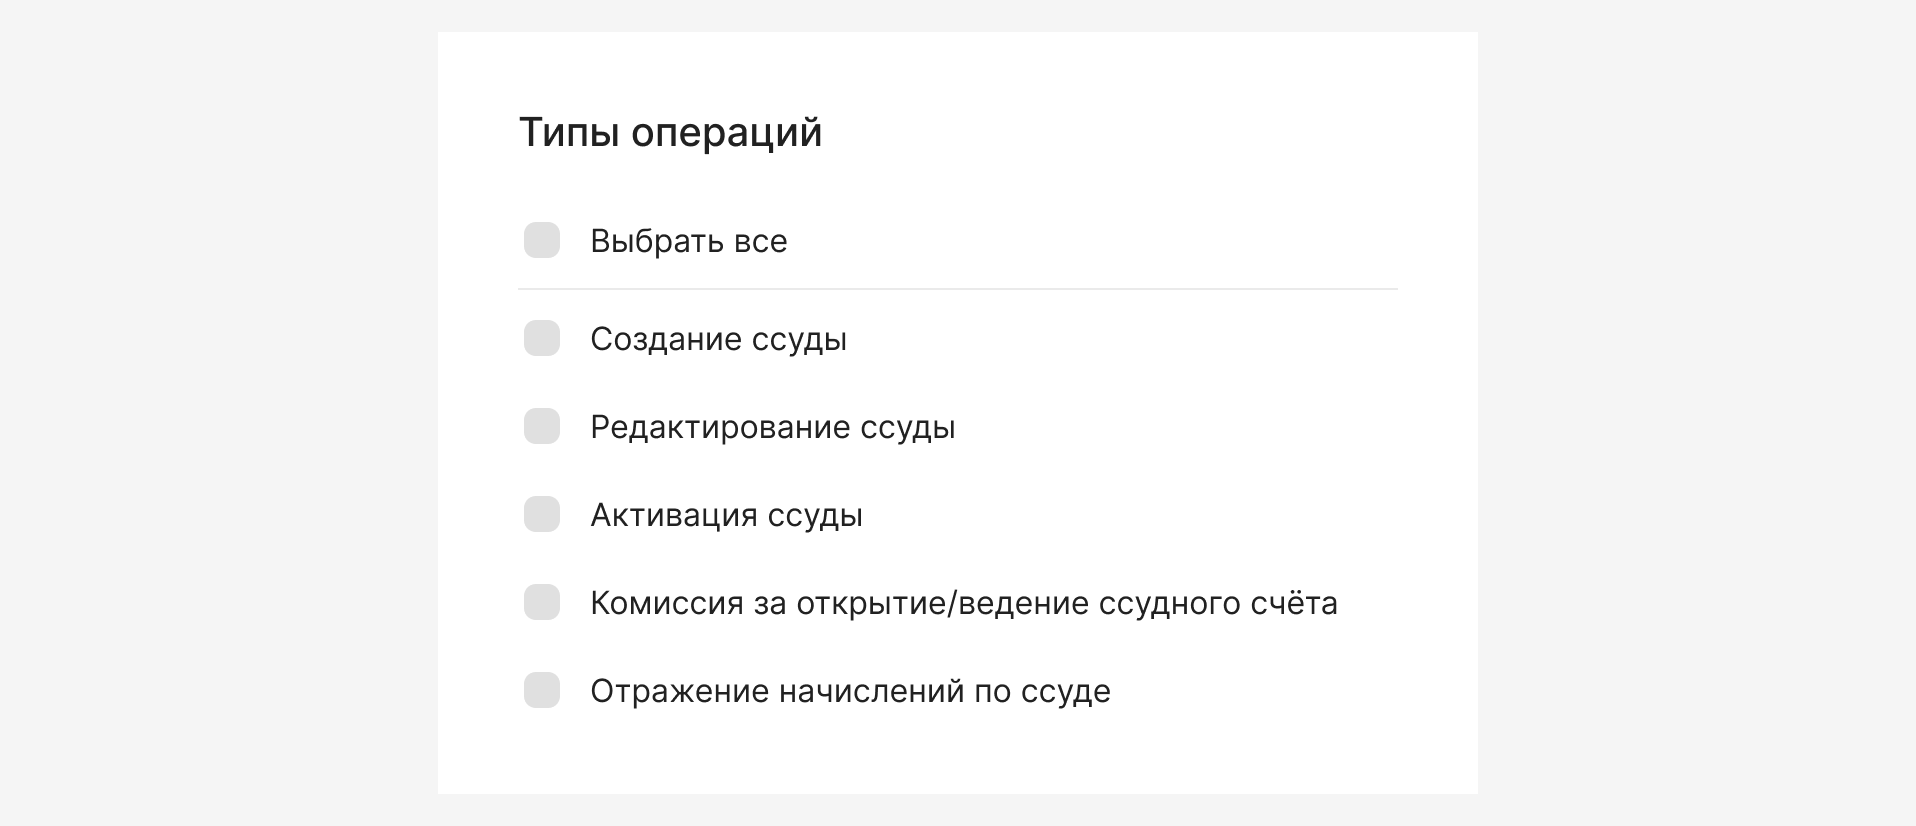 Типы операций
Выбрать все
Создание ссуды
Редактирование ссуды
Активация ссуды
Комиссия за открытие/ведение ссудного счёта
Отражение начислений по ссуде